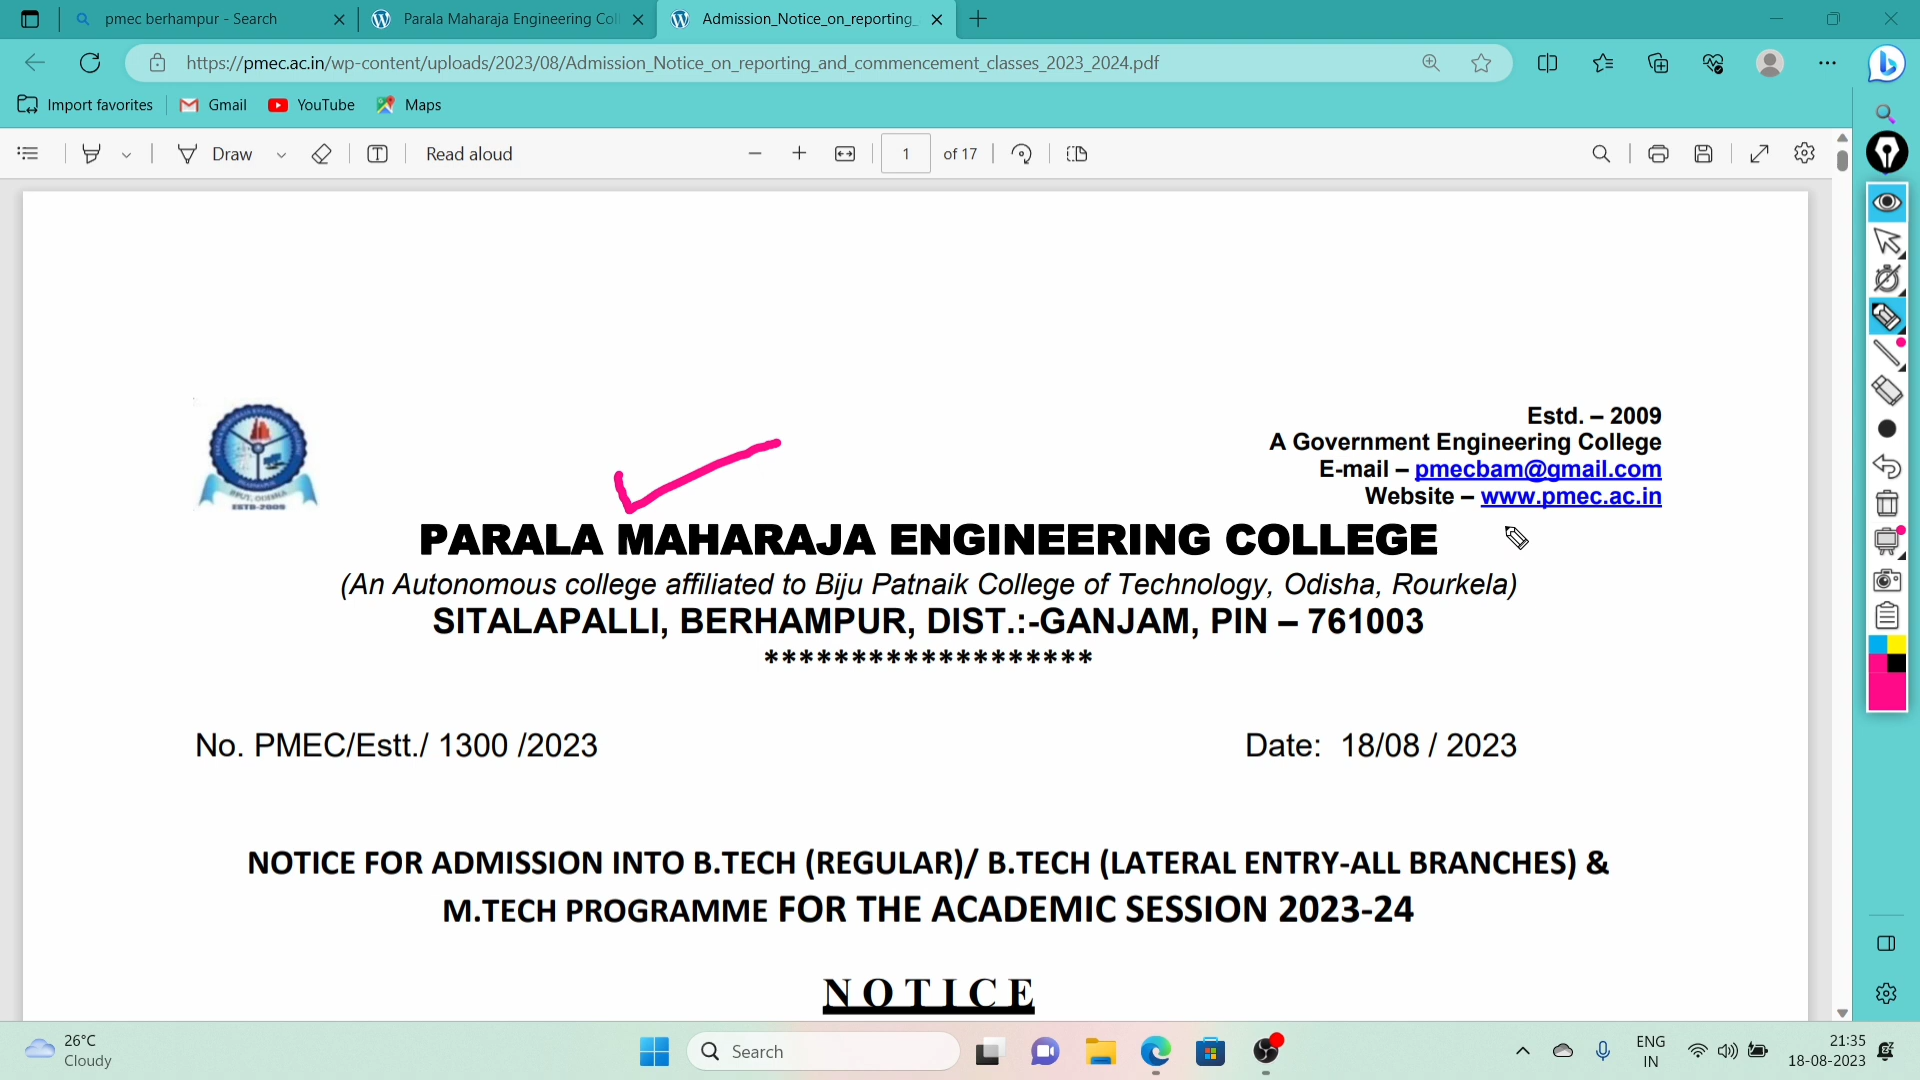 pmec berhampur - Search
Parala Maharaja Engineering Col
Admission_Notice_on_reporting_
https://pmec.ac.in/wp-content/uploads/2023/08/Admission_Notice_on_reporting_and_commencement_classes_2023_2024.pdf
Import favorites
Gmail
YouTube
Maps
Draw
Read aloud
1
of 17
Estd. – 2009
A Government Engineering College
E-mail – pmecbam@gmail.com
Website – www.pmec.ac.in
PARALA MAHARAJA ENGINEERING COLLEGE
(An Autonomous college affiliated to Biju Patnaik College of Technology, Odisha, Rourkela)
SITALAPALLI, BERHAMPUR, DIST.:-GANJAM, PIN – 761003
*******************
No. PMEC/Estt./ 1300 /2023
Date: 18/08 / 2023
NOTICE FOR ADMISSION INTO B.TECH (REGULAR)/ B.TECH (LATERAL ENTRY-ALL BRANCHES) &
M.TECH PROGRAMME FOR THE ACADEMIC SESSION 2023-24
N O T I C E
26°C
Cloudy
Search
ENG
IN
21:35
18-08-2023